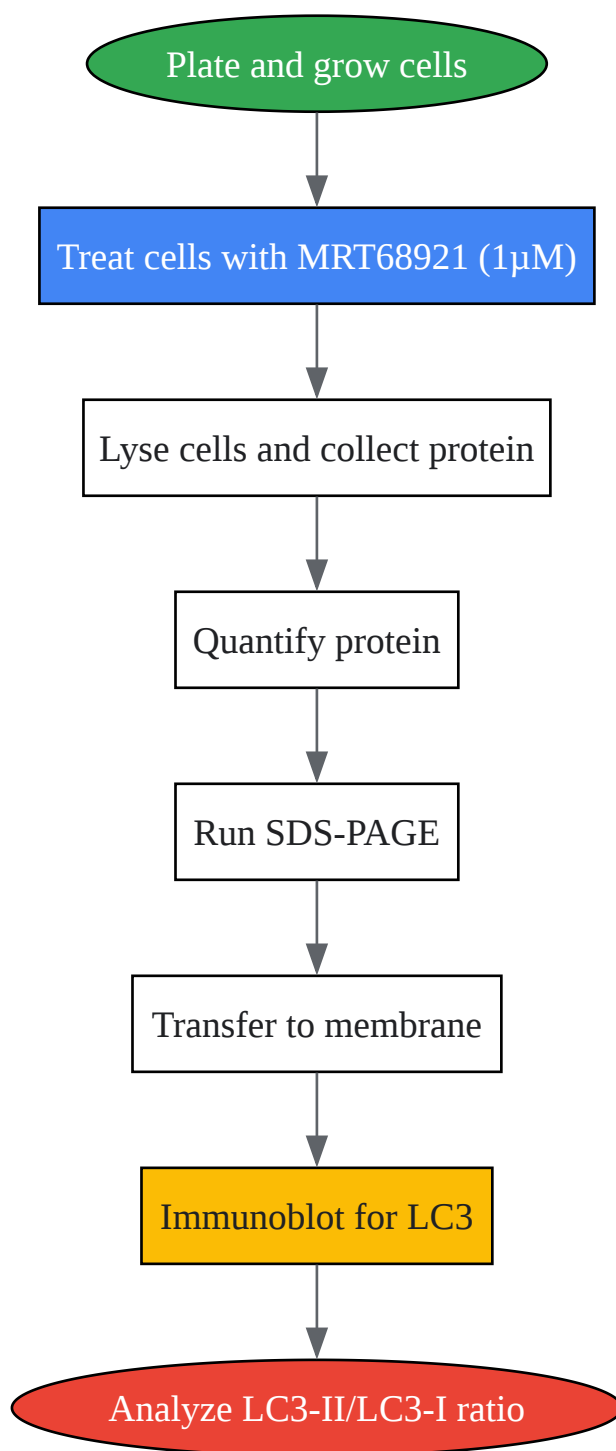 Plate and grow cells
Treat cells with MRT68921 (1µM)
Lyse cells and collect protein
Quantify protein
Run SDS-PAGE
Transfer to membrane
Immunoblot for LC3
Analyze LC3-II/LC3-I ratio